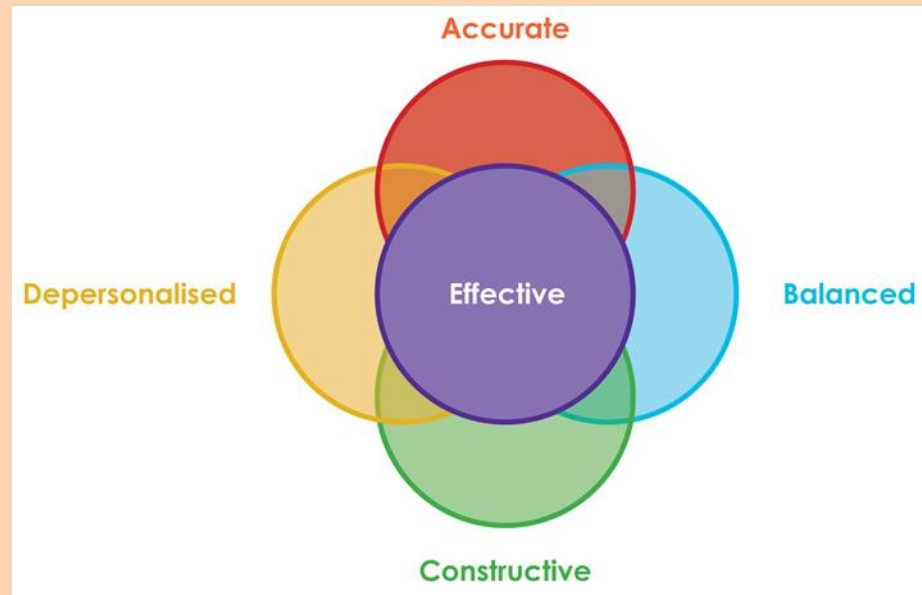 Accurate
Depersonalised
Effective
Balanced
Constructive